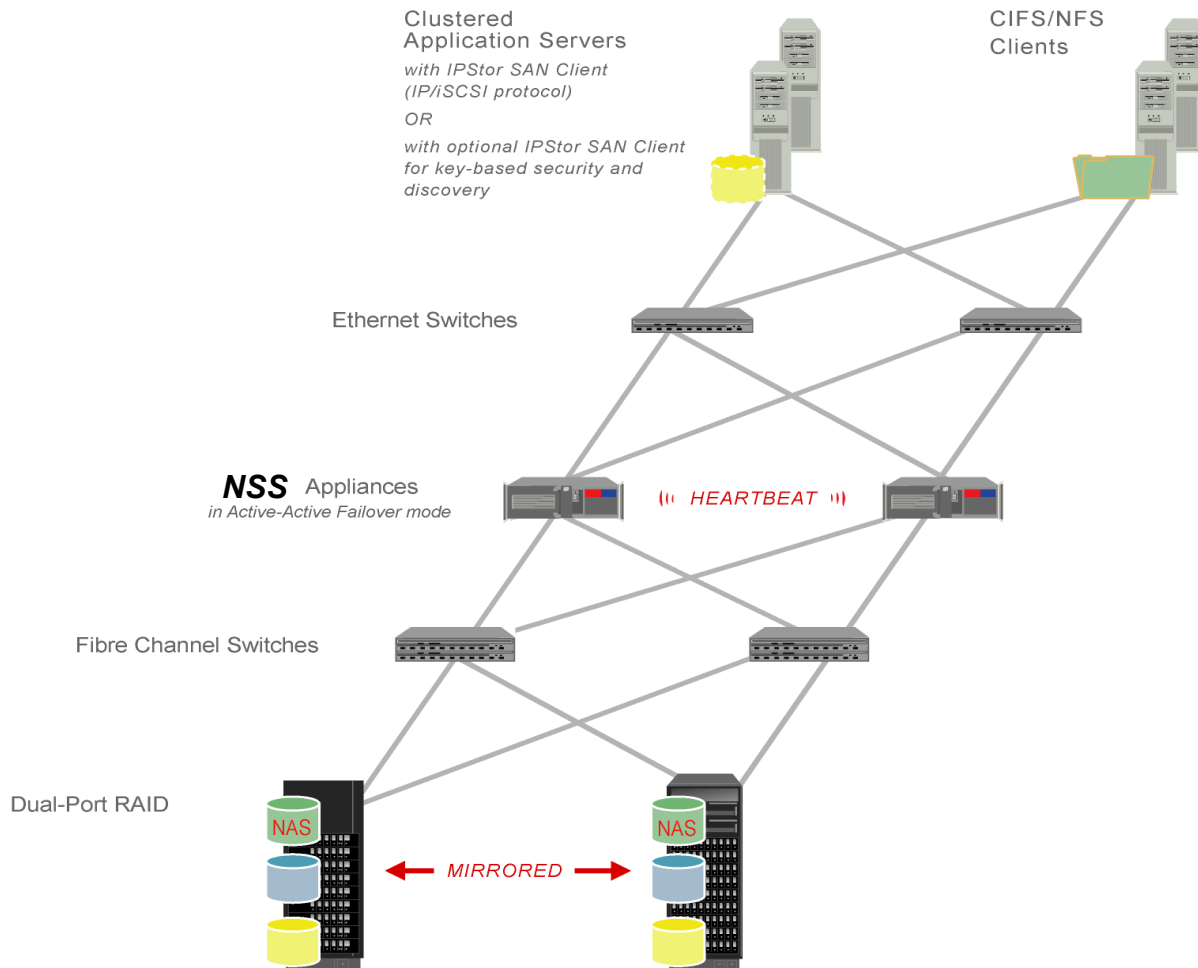 Clustered
Application Servers
with IPStor SAN Client
(IP/iSCSI protocol)
OR
with optional IPStor SAN Client
for key-based security and
discovery
CIFS/NFS
Clients
Ethernet Switches
NSS Appliances
in Active-Active Failover mode
HEARTBEAT
Fibre Channel Switches
Dual-Port RAID
NAS
NAS
MIRRORED